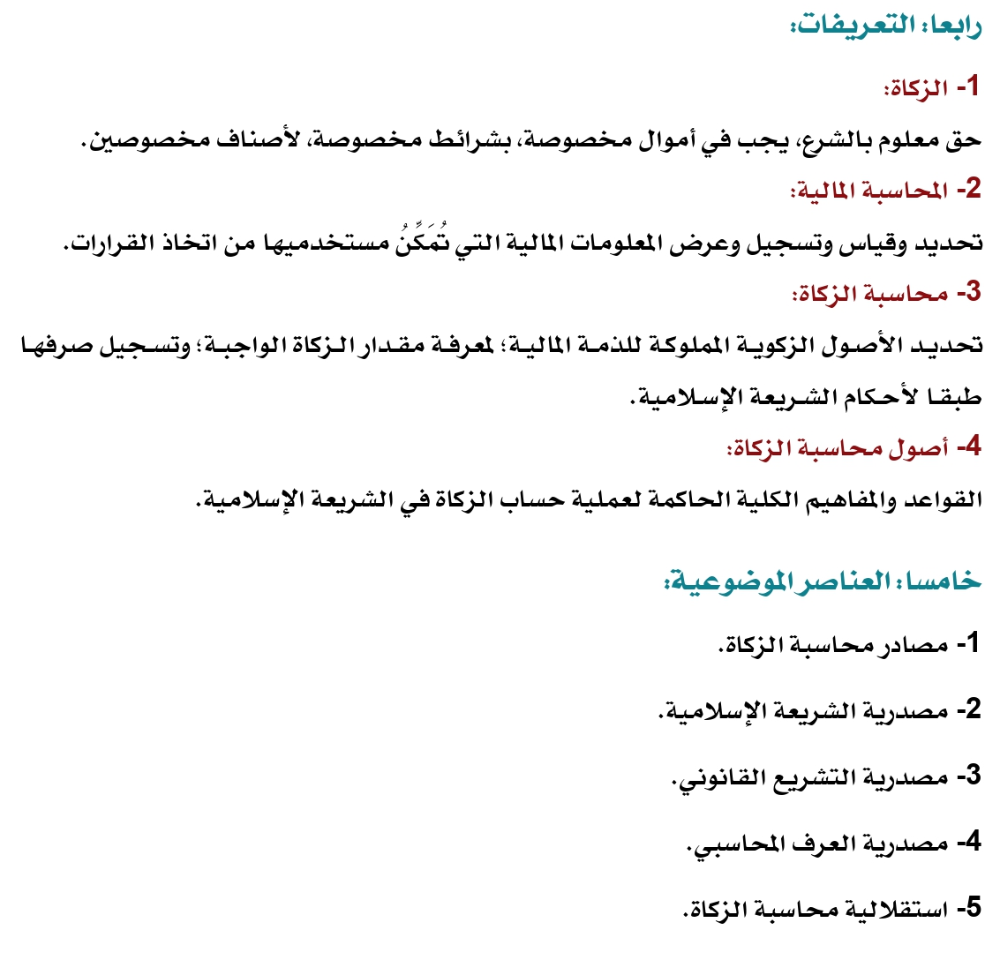 رابعا: التعريفات:
1- الزكاة:
حق معلوم بالشرع، يجب في أموال مخصوصة، بشرائط مخصوصة، لأصناف مخصوصين.
2- المحاسبة المالية:
تحديد وقياس وتسجيل وعرض المعلومات المالية التي تُمَكِّنُ مستخدميها من اتخاذ القرارات.
3- محاسبة الزكاة:
تحديد الأصول الزكوية المملوكة للذمة المالية؛ لمعرفة مقدار الزكاة الواجبة؛ وتسجيل صرفها
طبقا لأحكام الشريعة الإسلامية.
4- أصول محاسبة الزكاة:
القواعد والمفاهيم الكلية الحاكمة لعملية حساب الزكاة في الشريعة الإسلامية.
خامسا: العناصر الموضوعية:
1- مصادر محاسبة الزكاة.
2- مصدرية الشريعة الإسلامية.
3- مصدرية التشريع القانوني.
4- مصدرية العرف المحاسبي.
5- استقلالية محاسبة الزكاة.